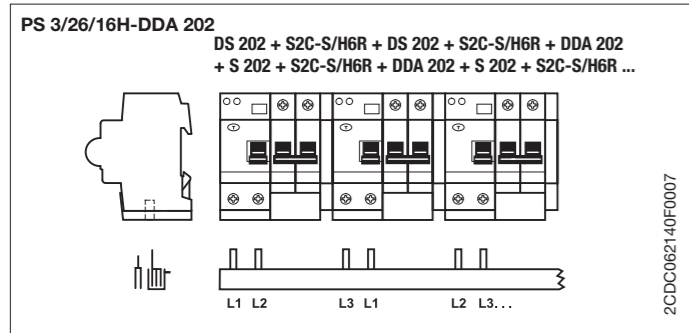 PS 3/26/16H-DDA 202
DS 202 + S2C-S/H6R + DS 202 + S2C-S/H6R + DDA 202
+ S 202 + S2C-S/H6R + DDA 202 + S 202 + S2C-S/H6R ...
T T T
L1 L2 L3 L1 L2 L3...
2CDC062140F0007